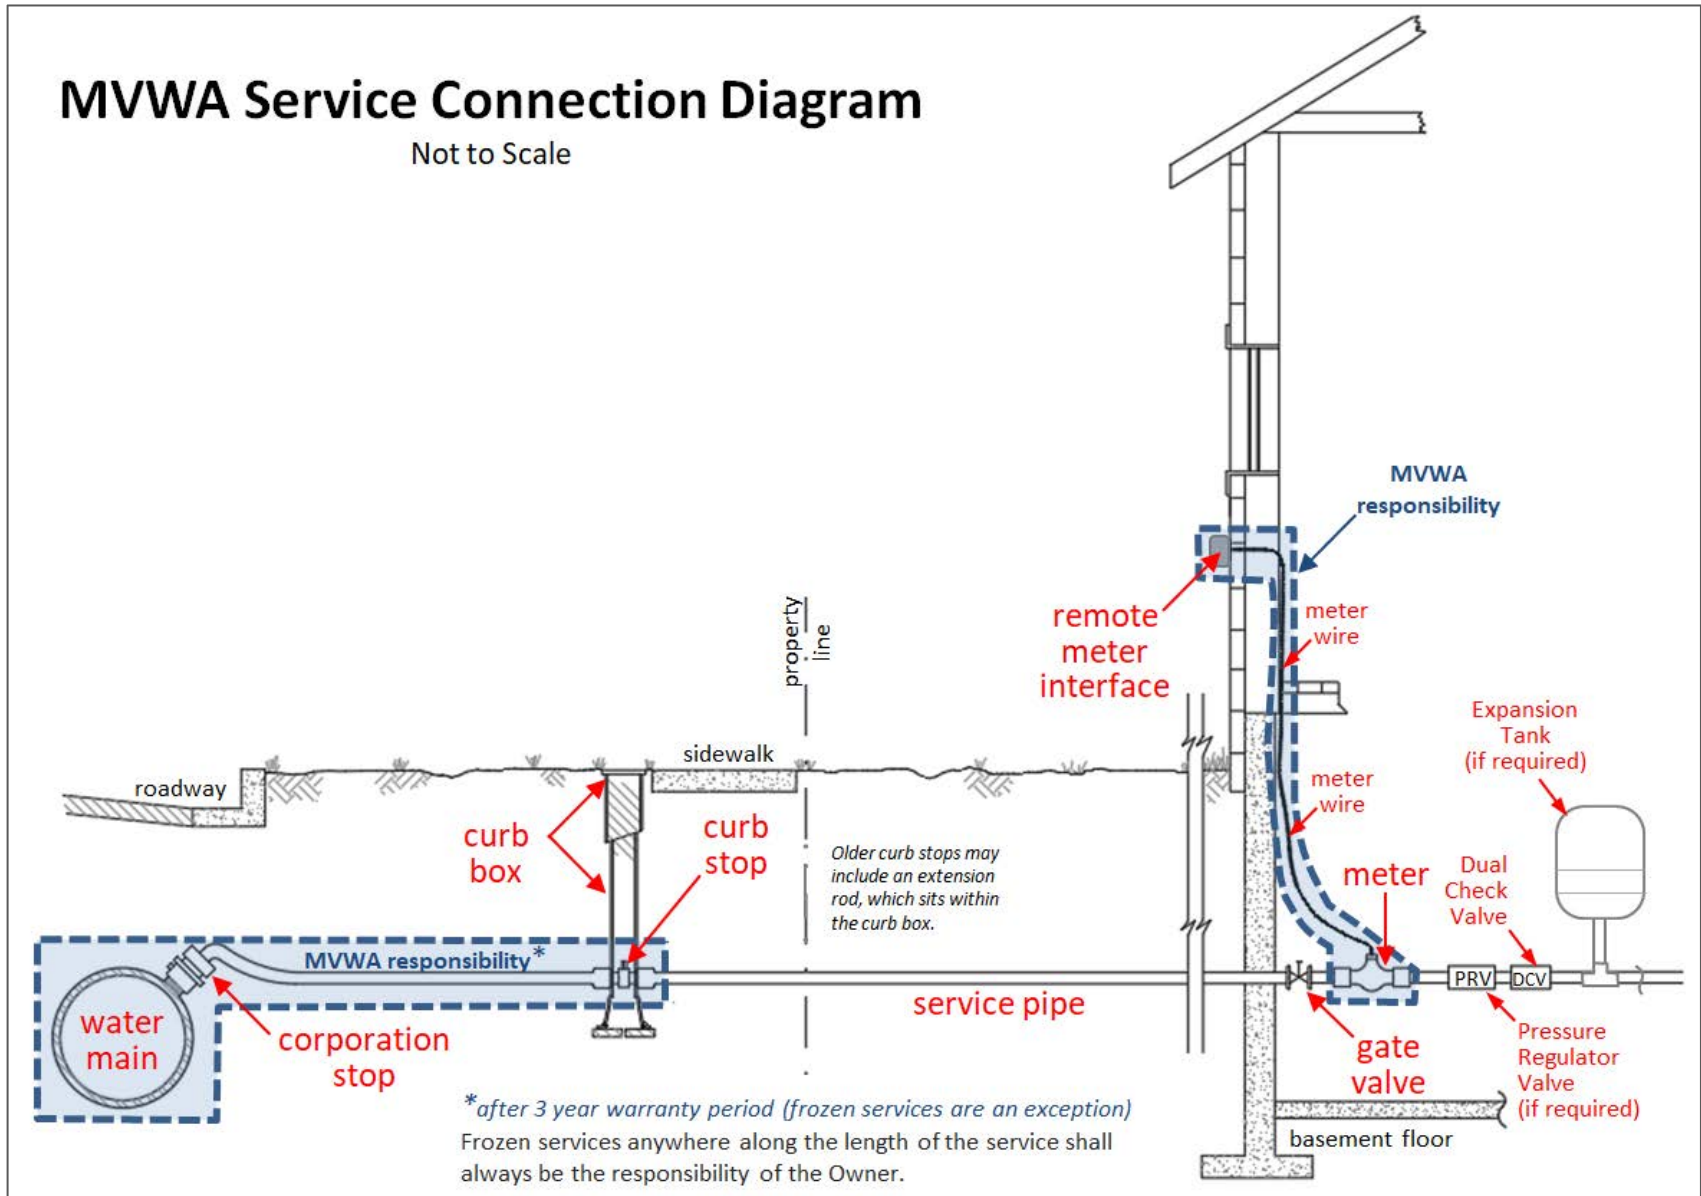 MVWA Service Connection Diagram
Not to Scale
MVWA
responsibility
remote
meter
interface
meter
wire
property
line
Expansion
Tank
(if required)
sidewalk
roadway
meter
wire
curb
box
curb
stop
Older curb stops may
include an extension
rod, which sits within
the curb box.
meter
Dual
Check
Valve
MVWA responsibility*
PRV
DCV
service pipe
water
main
corporation
stop
gate
valve
Pressure
Regulator
Valve
(if required)
*after 3 year warranty period (frozen services are an exception)
Frozen services anywhere along the length of the service shall
always be the responsibility of the Owner.
basement floor